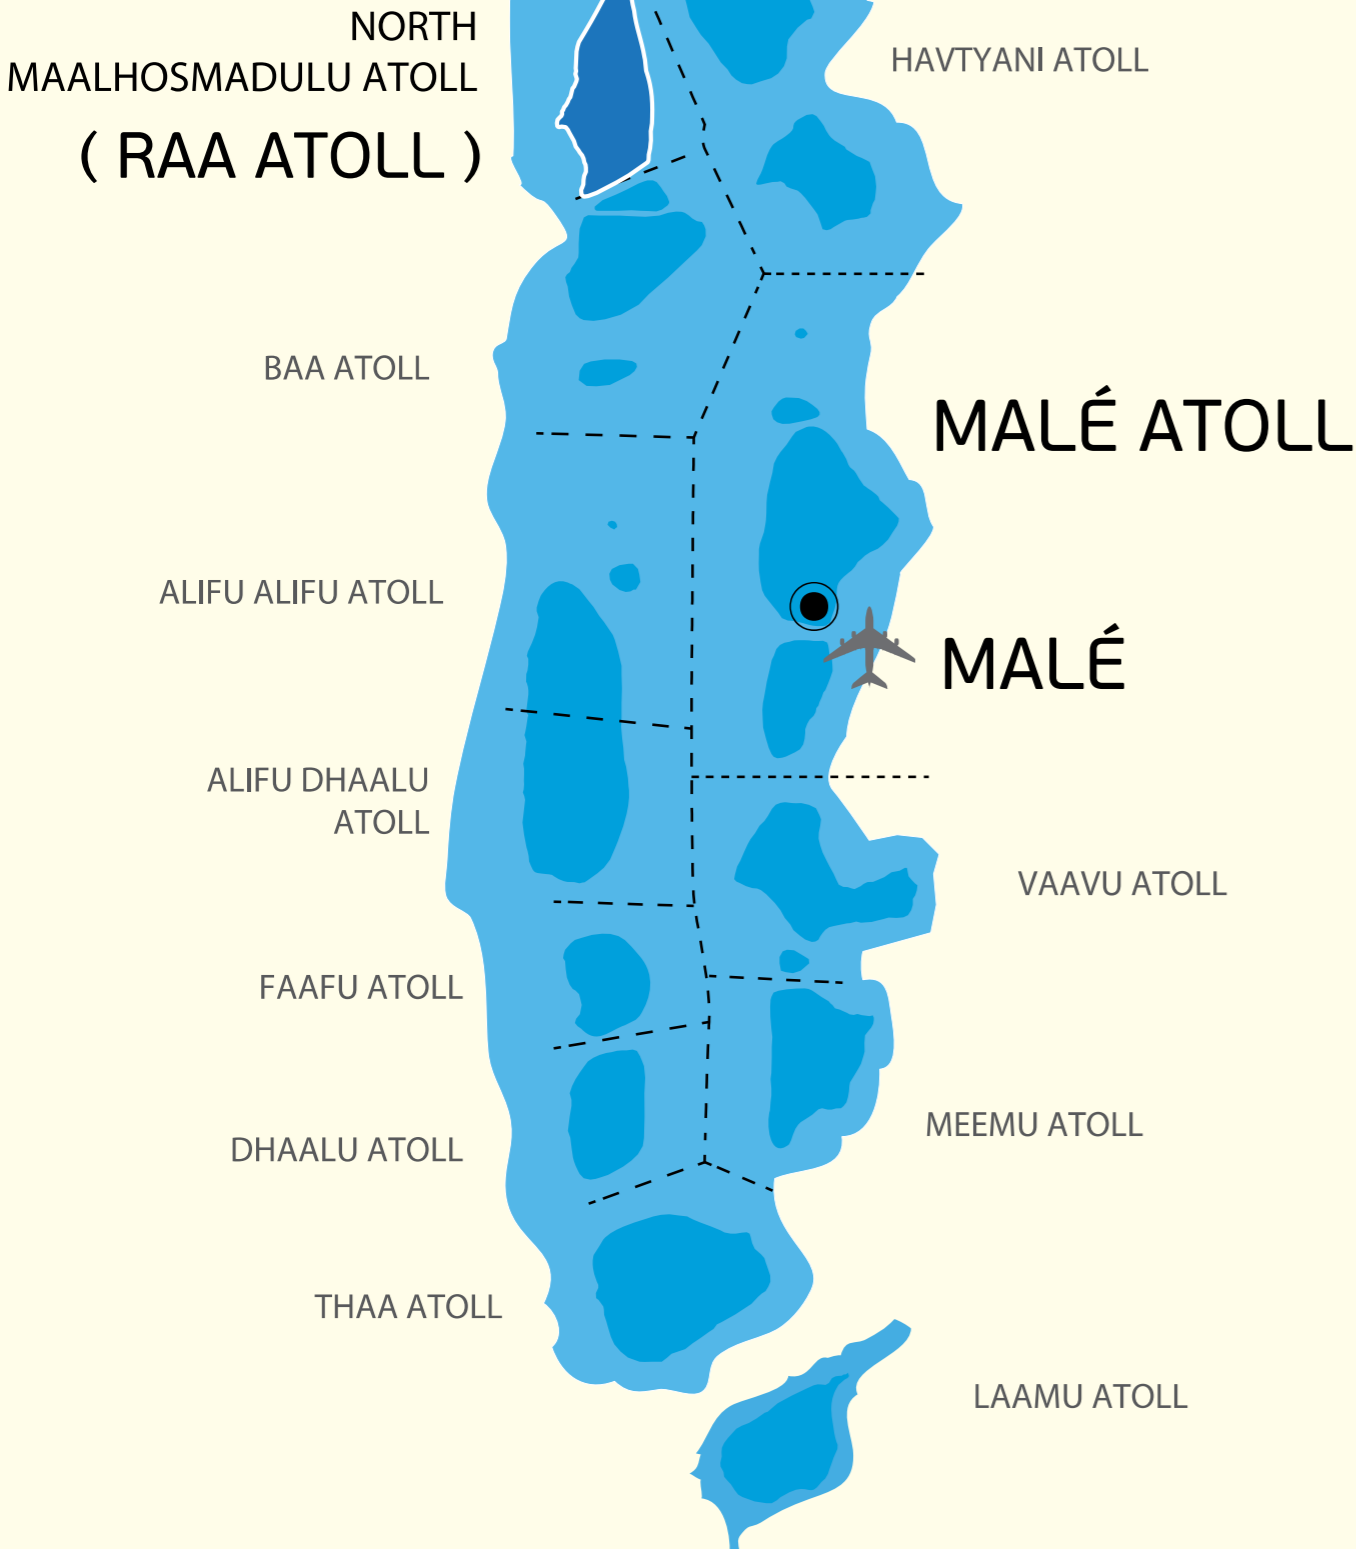 NORTH
MAALHOSMADULU ATOLL
( RAA ATOLL )
HAVTYANI ATOLL
BAA ATOLL
MALÉ ATOLL
ALIFU ALIFU ATOLL
MALÉ
ALIFU DHAALU
ATOLL
VAAVU ATOLL
FAAFU ATOLL
MEEMU ATOLL
DHAALU ATOLL
THAA ATOLL
LAAMU ATOLL